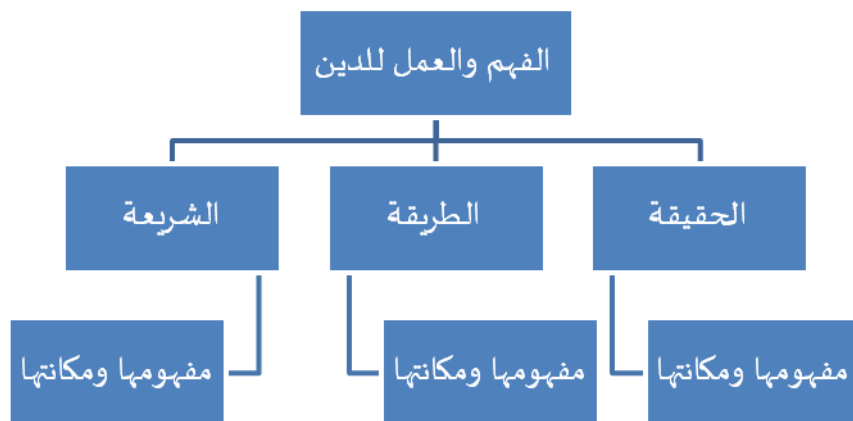 الفهم والعمل للدين
الحقيقة
الطريقة
الشريعة
مفهومها ومكانتها
مفهومها ومكانتها
مفهومها ومكانتها